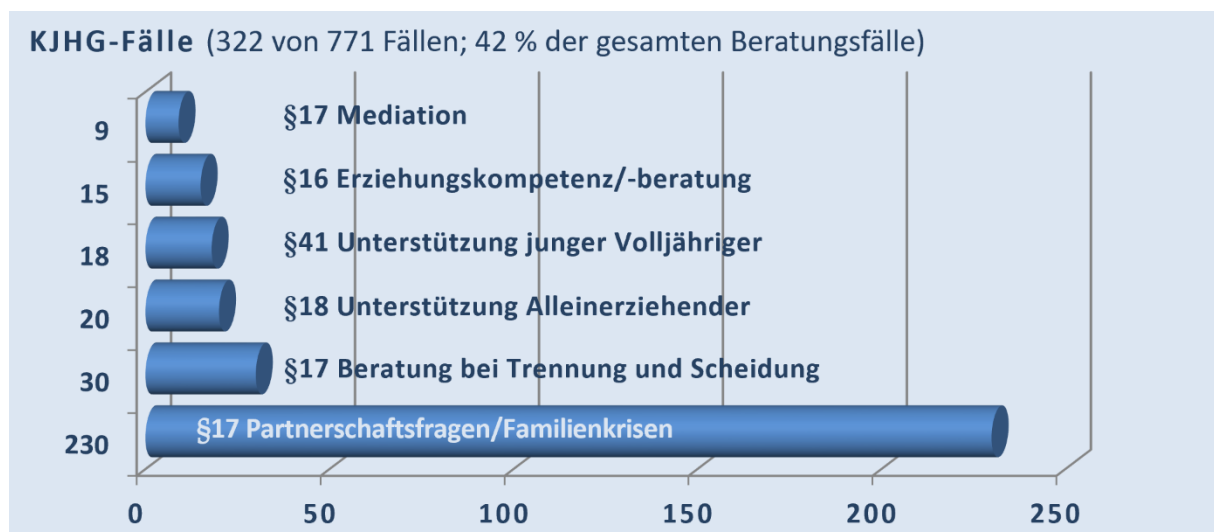 KJHG-Fälle (322 von 771 Fällen; 42 % der gesamten Beratungsfälle)
9 §17 Mediation
15 §16 Erziehungskompetenz/-beratung
18 §41 Unterstützung junger Volljähriger
20 §18 Unterstützung Alleinerziehender
30 §17 Beratung bei Trennung und Scheidung
230 §17 Partnerschaftsfragen/Familienkrisen
0 50 100 150 200 250